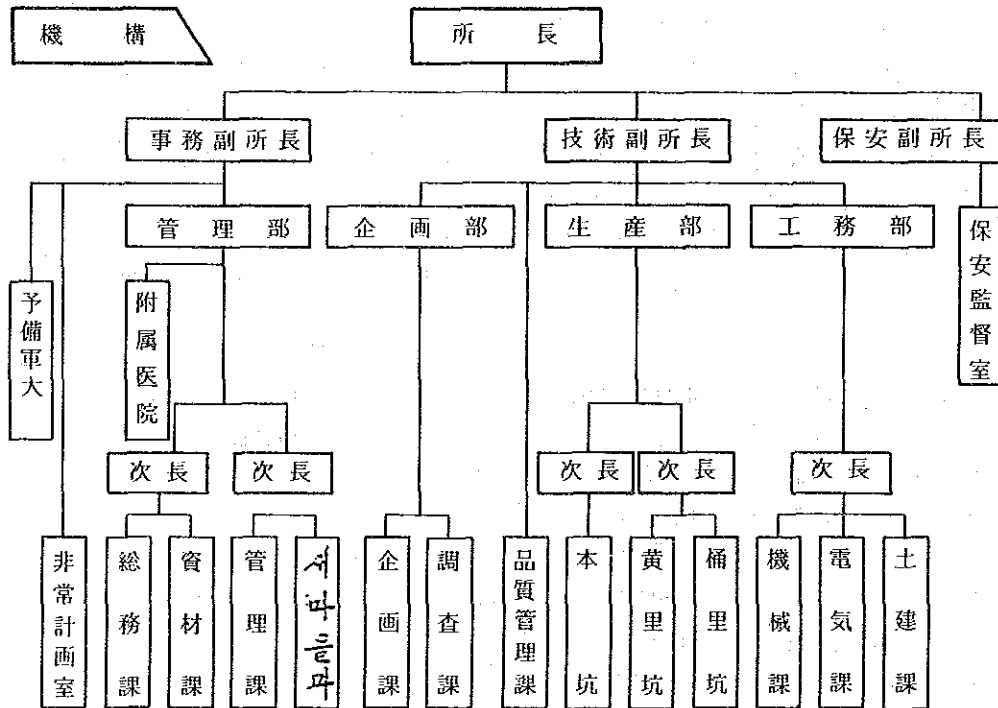 機構
所長
事務副所長
技術副所長
保安副所長
管理部
企画部
生産部
工務部
保安監督室
予備軍大
附属医院
次長
次長
次長
次長
次長
非常計画室
総務課
資材課
管理課
새마을과
企画課
調査課
品質管理課
本坑
黄里坑
桶里坑
機械課
電気課
土建課